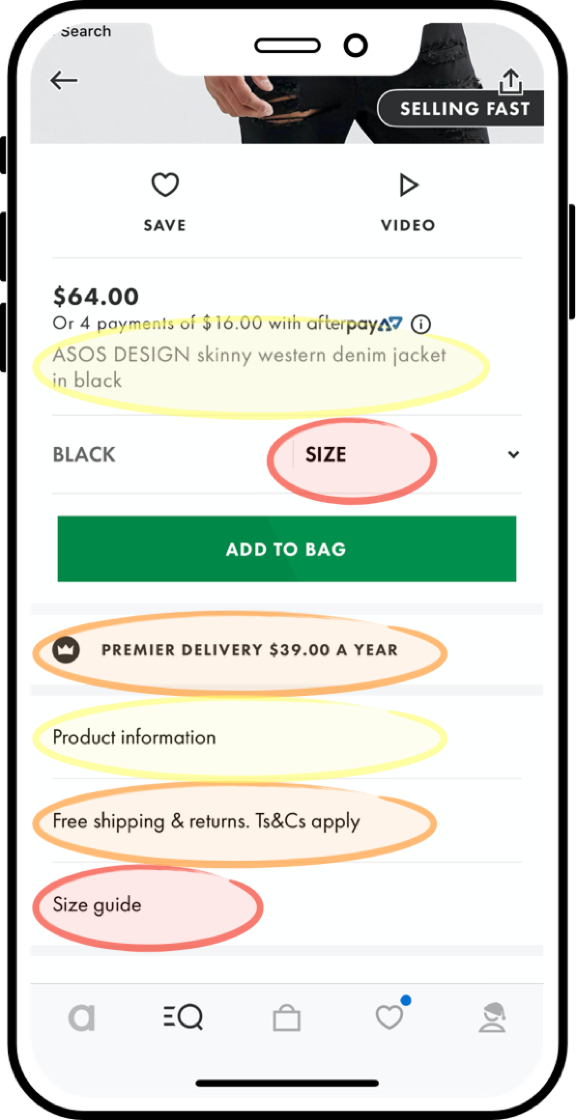 Search
SELLING FAST
SAVE
VIDEO
$64.00
Or 4 payments of $16.00 with afterpay
ASOS DESIGN skinny western denim jacket
in black
BLACK
SIZE
ADD TO BAG
PREMIER DELIVERY $39.00 A YEAR
Product information
Free shipping & returns. Ts&Cs apply
Size guide